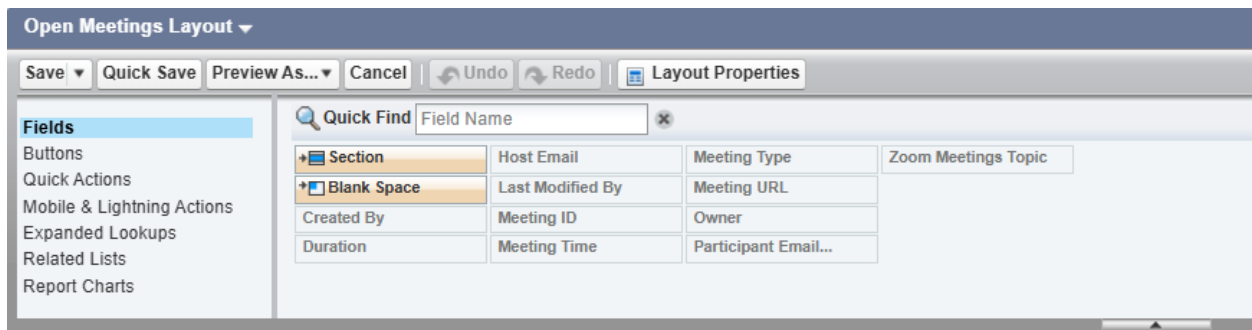 Open Meetings Layout
Save Quick Save Preview As... Cancel Undo Redo Layout Properties
Fields
Buttons
Quick Actions
Mobile & Lightning Actions
Expanded Lookups
Related Lists
Report Charts
Quick Find Field Name
Section Host Email Meeting Type Zoom Meetings Topic
Blank Space Last Modified By Meeting URL
Created By Meeting ID Owner
Duration Meeting Time Participant Email...